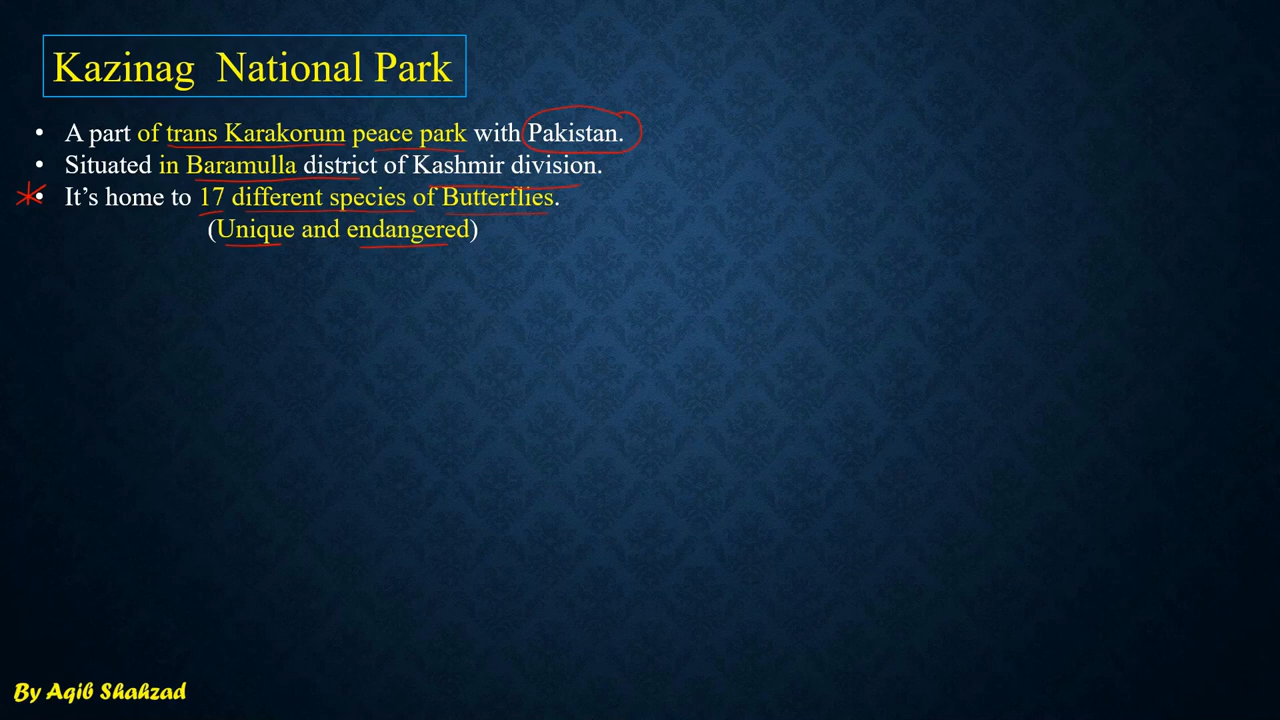 Kazinag National Park
• A part of trans Karakorum peace park with Pakistan.
• Situated in Baramulla district of Kashmir division.
• It's home to 17 different species of Butterflies.
(Unique and endangered)
By Aqib Shahzad